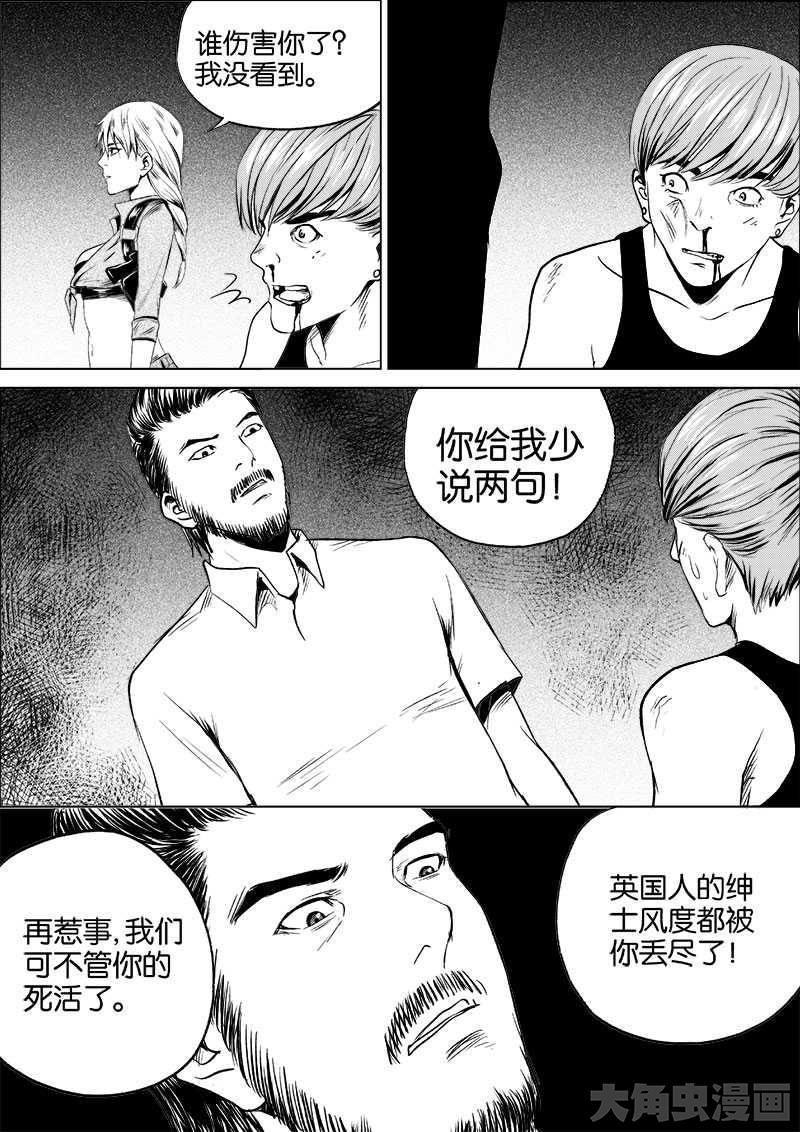 谁伤害你了？
我没看到。
你给我少
说两句！
再惹事，我们
可不管你的
死活了。
英国人的绅
士风度都被
你丢尽了！
大角虫漫画